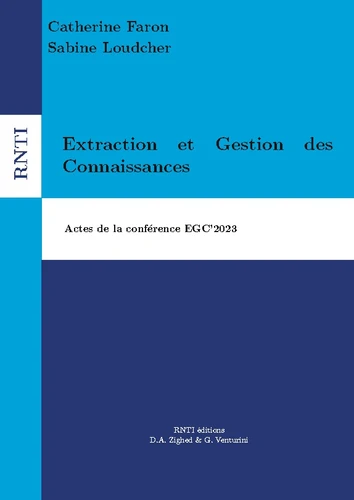 Catherine Faron
Sabine Loudcher
RNTI
Extraction et Gestion des
Connaissances
Actes de la conférence EGC'2023
RNTI éditions
D.A. Zighed & G. Venturini